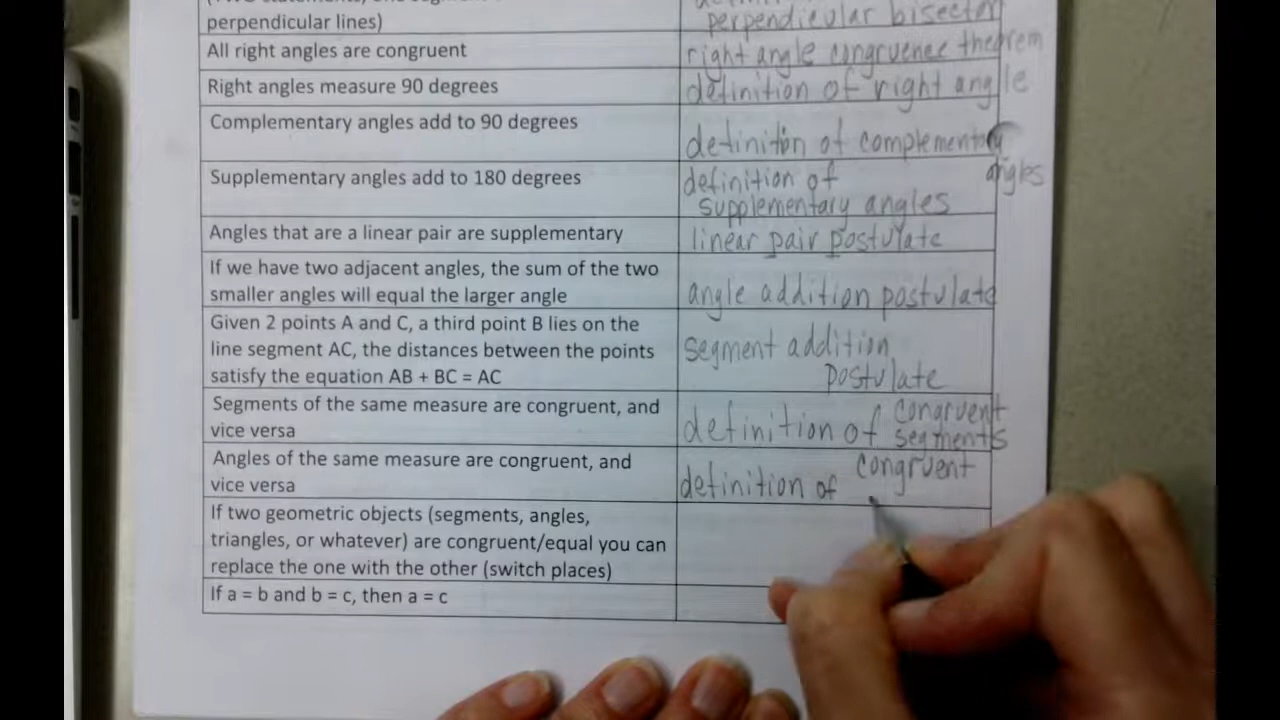 perpendicular lines)
perpendicular bisector
All right angles are congruent
right angle congruence theorem
Right angles measure 90 degrees
definition of right angle
Complementary angles add to 90 degrees
definition of complementary
angles
Supplementary angles add to 180 degrees
definition of
supplementary angles
Angles that are a linear pair are supplementary
linear pair postulate
If we have two adjacent angles, the sum of the two
smaller angles will equal the larger angle
angle addition postulate
Given 2 points A and C, a third point B lies on the
line segment AC, the distances between the points
satisfy the equation AB + BC = AC
segment addition
postulate
Segments of the same measure are congruent, and
vice versa
definition of congruent
segments
Angles of the same measure are congruent, and
vice versa
definition of congruent
If two geometric objects (segments, angles,
triangles, or whatever) are congruent/equal you can
replace the one with the other (switch places)
If a = b and b = c, then a = c